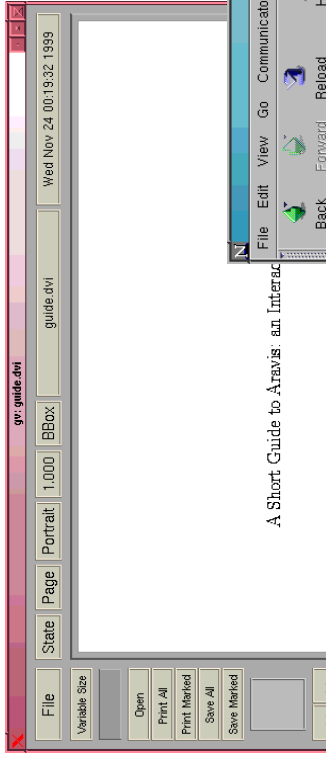 gv: guide.dvi
File State Page Portrait 1.000 BBox guide.dvi Wed Nov 24 00:19:32 1999
Variable Size
Open
Print All
Print Marked
Save All
Save Marked
A Short Guide to Aravis: an Interac
N
File Edit View Go Communicato
Back Forward Reload H